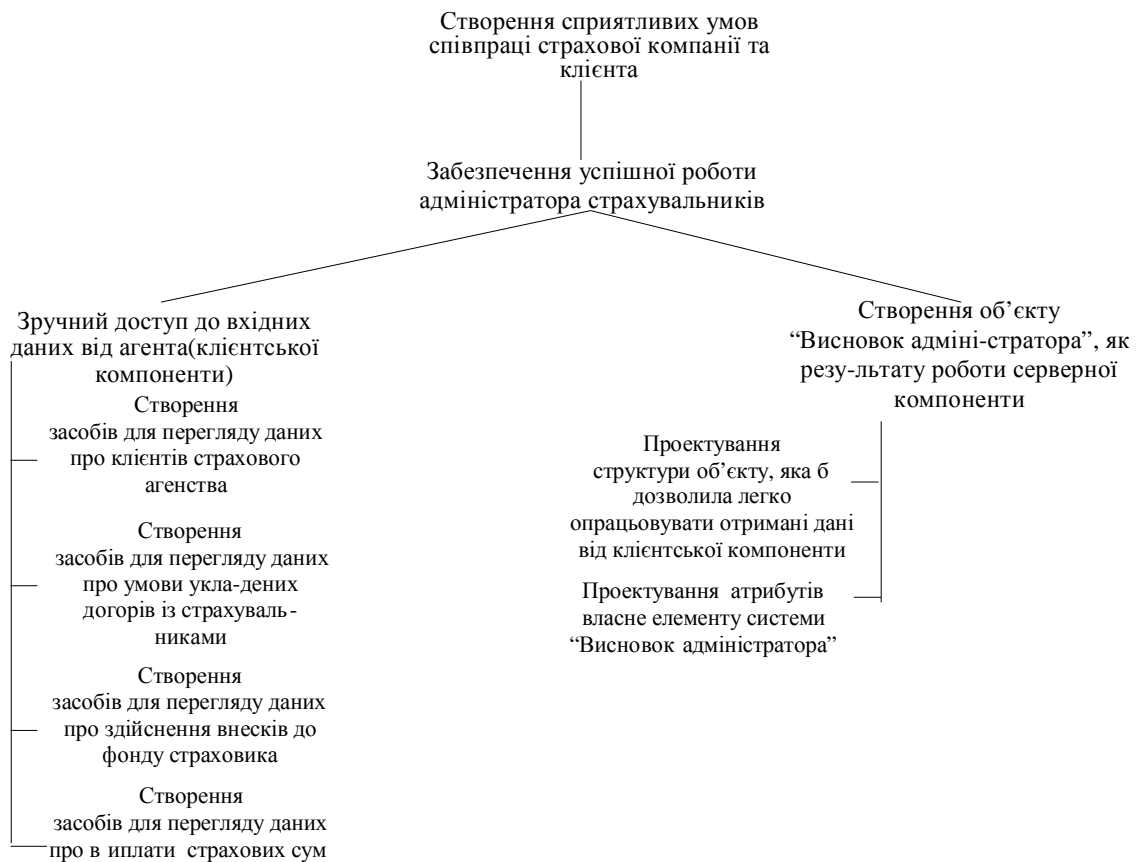 Створення сприятливих умов
співпраці страхової компанії та
клієнта
Забезпечення успішної роботи
адміністратора страхувальників
Зручний доступ до вхідних
даних від агента(клієнтської
компоненти)
Створення
засобів для перегляду даних
про клієнтів страхового
агенства
Створення
засобів для перегляду даних
про умови укла-дених
догорів із страхуваль-
никами
Створення
засобів для перегляду даних
про здійснення внесків до
фонду страховика
Створення
засобів для перегляду даних
про в иплати страхових сум
Створення об’єкту
“Висновок адміні-стратора”, як
резу-льтату роботи серверної
компоненти
Проектування
структури об’єкту, яка б
дозволила легко
опрацьовувати отримані дані
від клієнтської компоненти
Проектування атрибутів
власне елементу системи
“Висновок адміністратора”